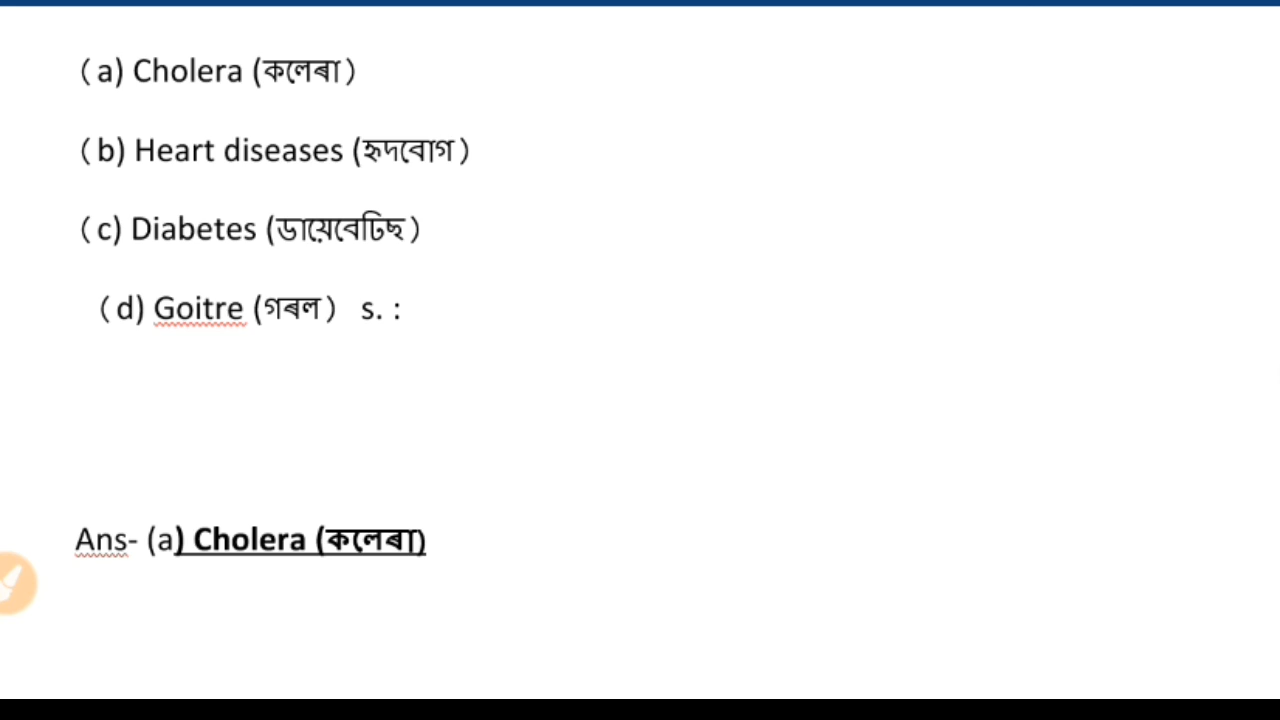 (a) Cholera (কলেৰা)
(b) Heart diseases (হৃদৰোগ)
(c) Diabetes (ডায়েবেটিছ)
(d) Goitre (গৰল) s. :
Ans- (a) Cholera (কলেৰা)